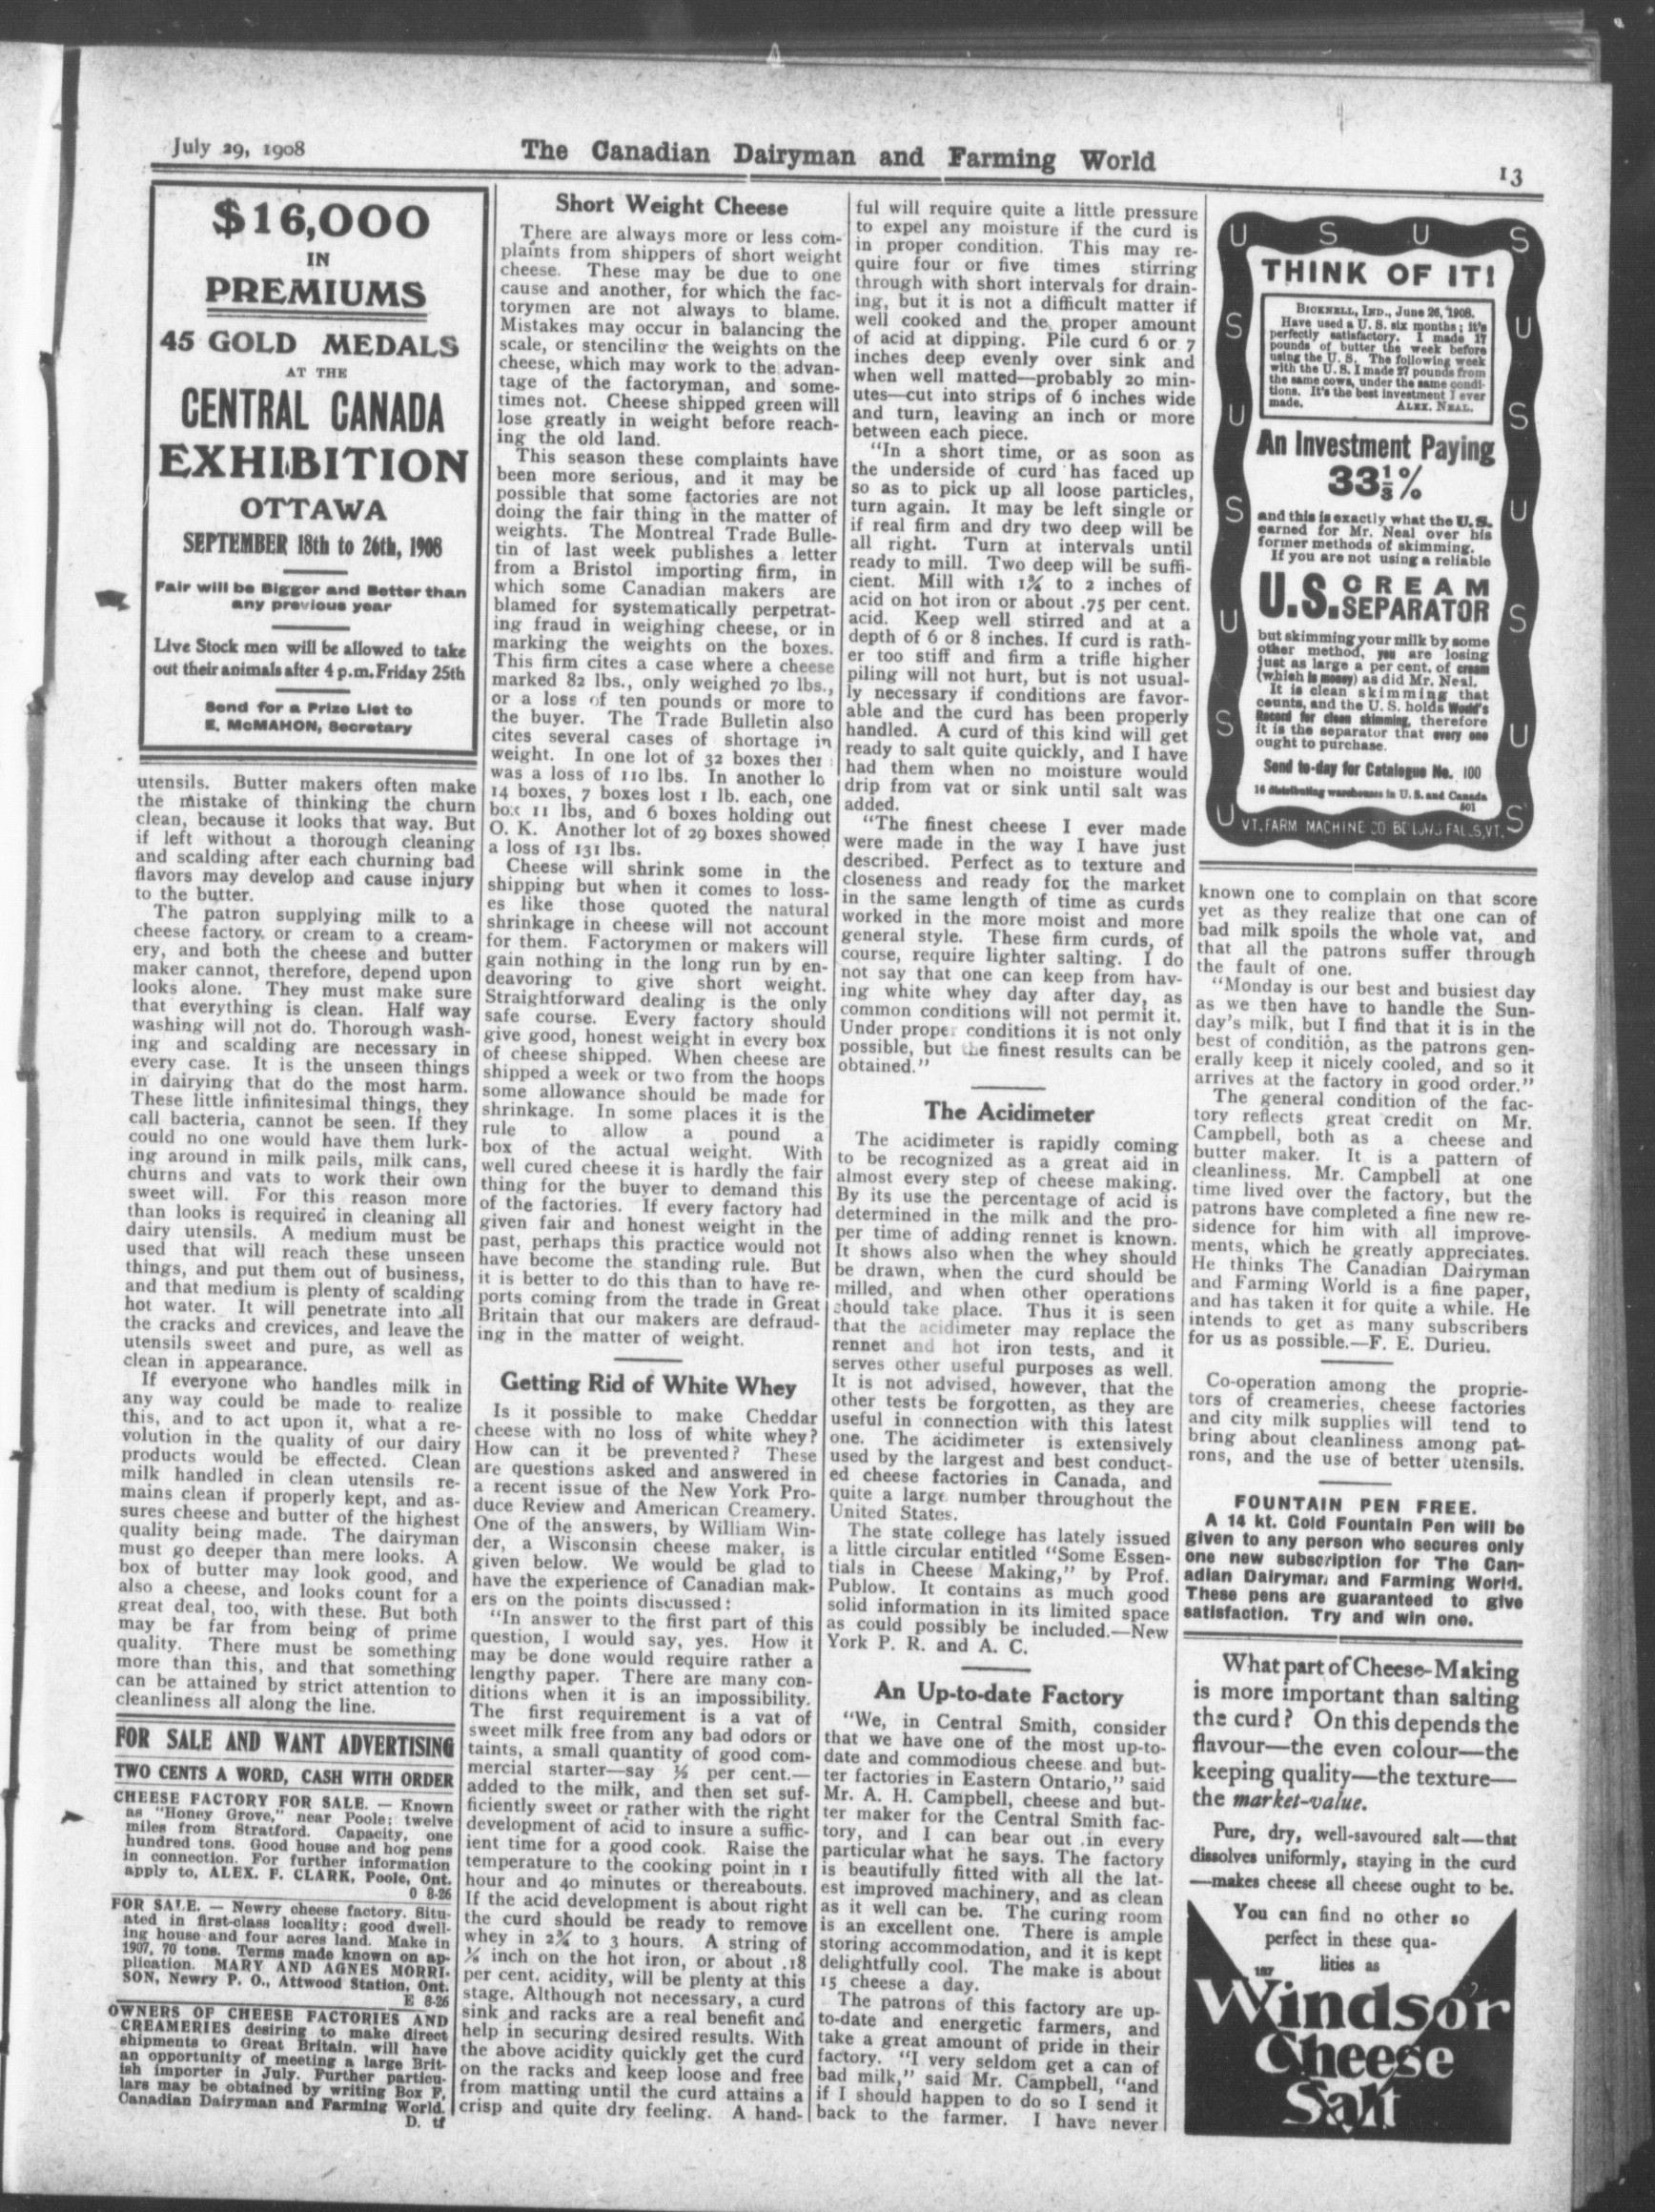 July 29, 1908
The Canadian Dairyman and Farming World
13
$16,000
IN
PREMIUMS
45 GOLD MEDALS
AT THE
CENTRAL CANADA
EXHIBITION
OTTAWA
SEPTEMBER 18th to 26th, 1908
Fair will be Bigger and Better than
any previous year
Live Stock men will be allowed to take
out their animals after 4 p.m. Friday 25th
Send for a Prize List to
E. McMAHON, Secretary
utensils. Butter makers often make
the mistake of thinking the churn
clean, because it looks that way. But
if left without a thorough cleaning
and scalding after each churning bad
flavors may develop and cause injury
to the butter.
The patron supplying milk to a
cheese factory, or cream to a cream-
ery, and both the cheese and butter
maker cannot, therefore, depend upon
looks alone. They must make sure
that everything is clean. Half way
washing will not do. Thorough wash-
ing and scalding are necessary in
every case. It is the unseen things
in dairying that do the most harm.
These little infinitesimal things, they
call bacteria, cannot be seen. If they
could no one would have them lurk-
ing around in milk pails, milk cans,
churns and vats to work their own
sweet will. For this reason more
than looks is required in cleaning all
dairy utensils. A medium must be
used that will reach these unseen
things, and put them out of business,
and that medium is plenty of scalding
hot water. It will penetrate into all
the cracks and crevices, and leave the
utensils sweet and pure, as well as
clean in appearance.
If everyone who handles milk in
any way could be made to realize
this, and to act upon it, what a re-
volution in the quality of our dairy
products would be effected. Clean
milk handled in clean utensils re-
mains clean if properly kept, and as-
sures cheese and butter of the highest
quality being made. The dairyman
must go deeper than mere looks. A
box of butter may look good, and
also a cheese, and looks count for a
great deal, too, with these. But both
may be far from being of prime
quality. There must be something
more than this, and that something
can be attained by strict attention to
cleanliness all along the line.
FOR SALE AND WANT ADVERTISING
TWO CENTS A WORD, CASH WITH ORDER
CHEESE FACTORY FOR SALE. — Known
as "Honey Grove," near Poole; twelve
miles from Stratford. Capacity, one
hundred tons. Good house and hog pens
in connection. For further information
apply to, ALEX. F. CLARK, Poole, Ont.
O 8-26
FOR SALE. — Newry cheese factory. Situ-
ated in first-class locality; good dwell-
ing house and four acres land. Make in
1907, 70 tons. Terms made known on ap-
plication. MARY AND AGNES MORRI-
SON, Newry P. O., Attwood Station, Ont.
E 8-26
OWNERS OF CHEESE FACTORIES AND
CREAMERIES desiring to make direct
shipments to Great Britain, will have
an opportunity of meeting a large Brit-
ish importer in July. Further particu-
lars may be obtained by writing Box F,
Canadian Dairyman and Farming World.
D. tf
Short Weight Cheese
There are always more or less com-
plaints from shippers of short weight
cheese. These may be due to one
cause and another, for which the fac-
torymen are not always to blame.
Mistakes may occur in balancing the
scale, or stenciling the weights on the
cheese, which may work to the advan-
tage of the factoryman, and some-
times not. Cheese shipped green will
lose greatly in weight before reach-
ing the old land.
This season these complaints have
been more serious, and it may be
possible that some factories are not
doing the fair thing in the matter of
weights. The Montreal Trade Bulle-
tin of last week publishes a letter
from a Bristol importing firm, in
which some Canadian makers are
blamed for systematically perpetrat-
ing fraud in weighing cheese, or in
marking the weights on the boxes.
This firm cites a case where a cheese
marked 82 lbs., only weighed 70 lbs.,
or a loss of ten pounds or more to
the buyer. The Trade Bulletin also
cites several cases of shortage in
weight. In one lot of 32 boxes ther
was a loss of 110 lbs. In another lo
14 boxes, 7 boxes lost 1 lb. each, one
box 11 lbs, and 6 boxes holding out
O. K. Another lot of 29 boxes showed
a loss of 131 lbs.
Cheese will shrink some in the
shipping but when it comes to loss-
es like those quoted the natural
shrinkage in cheese will not account
for them. Factorymen or makers will
gain nothing in the long run by en-
deavoring to give short weight.
Straightforward dealing is the only
safe course. Every factory should
give good, honest weight in every box
of cheese shipped. When cheese are
shipped a week or two from the hoops
some allowance should be made for
shrinkage. In some places it is the
rule to allow a pound a
box of the actual weight. With
well cured cheese it is hardly the fair
thing for the buyer to demand this
of the factories. If every factory had
given fair and honest weight in the
past, perhaps this practice would not
have become the standing rule. But
it is better to do this than to have re-
ports coming from the trade in Great
Britain that our makers are defraud-
ing in the matter of weight.
Getting Rid of White Whey
Is it possible to make Cheddar
cheese with no loss of white whey?
How can it be prevented? These
are questions asked and answered in
a recent issue of the New York Pro-
duce Review and American Creamery.
One of the answers, by William Win-
der, a Wisconsin cheese maker, is
given below. We would be glad to
have the experience of Canadian mak-
ers on the points discussed:
"In answer to the first part of this
question, I would say, yes. How it
may be done would require rather a
lengthy paper. There are many con-
ditions when it is an impossibility.
The first requirement is a vat of
sweet milk free from any bad odors or
taints, a small quantity of good com-
mercial starter—say ½ per cent.—
added to the milk, and then set suf-
ficiently sweet or rather with the right
development of acid to insure a suffic-
ient time for a good cook. Raise the
temperature to the cooking point in 1
hour and 40 minutes or thereabouts.
If the acid development is about right
the curd should be ready to remove
whey in 2¾ to 3 hours. A string of
inch on the hot iron, or about .18
per cent. acidity, will be plenty at this
stage. Although not necessary, a curd
sink and racks are a real benefit and
help in securing desired results. With
the above acidity quickly get the curd
on the racks and keep loose and free
from matting until the curd attains a
crisp and quite dry feeling. A hand-
ful will require quite a little pressure
to expel any moisture if the curd is
in proper condition. This may re-
quire four or five times stirring
through with short intervals for drain-
ing, but it is not a difficult matter if
well cooked and the proper amount
of acid at dipping. Pile curd 6 or 7
inches deep evenly over sink and
when well matted—probably 20 min-
utes—cut into strips of 6 inches wide
and turn, leaving an inch or more
between each piece.
"In a short time, or as soon as
the underside of curd has faced up
so as to pick up all loose particles,
turn again. It may be left single or
if real firm and dry two deep will be
all right. Turn at intervals until
ready to mill. Two deep will be suffi-
cient. Mill with 1¾ to 2 inches of
acid on hot iron or about .75 per cent.
acid. Keep well stirred and at a
depth of 6 or 8 inches. If curd is rath-
er too stiff and firm a trifle higher
piling will not hurt, but is not usual-
ly necessary if conditions are favor-
able and the curd has been properly
handled. A curd of this kind will get
ready to salt quite quickly, and I have
had them when no moisture would
drip from vat or sink until salt was
added.
"The finest cheese I ever made
were made in the way I have just
described. Perfect as to texture and
closeness and ready for the market
in the same length of time as curds
worked in the more moist and more
general style. These firm curds, of
course, require lighter salting. I do
not say that one can keep from hav-
ing white whey day after day, as
common conditions will not permit it.
Under proper conditions it is not only
possible, but the finest results can be
obtained."
The Acidimeter
The acidimeter is rapidly coming
to be recognized as a great aid in
almost every step of cheese making.
By its use the percentage of acid is
determined in the milk and the pro-
per time of adding rennet is known.
It shows also when the whey should
be drawn, when the curd should be
milled, and when other operations
should take place. Thus it is seen
that the acidimeter may replace the
rennet and hot iron tests, and it
serves other useful purposes as well.
It is not advised, however, that the
other tests be forgotten, as they are
useful in connection with this latest
one. The acidimeter is extensively
used by the largest and best conduct-
ed cheese factories in Canada, and
quite a large number throughout the
United States.
The state college has lately issued
a little circular entitled "Some Essen-
tials in Cheese Making," by Prof.
Publow. It contains as much good
solid information in its limited space
as could possibly be included.—New
York P. R. and A. C.
An Up-to-date Factory
"We, in Central Smith, consider
that we have one of the most up-to-
date and commodious cheese and but-
ter factories in Eastern Ontario," said
Mr. A. H. Campbell, cheese and but-
ter maker for the Central Smith fac-
tory, and I can bear out in every
particular what he says. The factory
is beautifully fitted with all the lat-
est improved machinery, and as clean
as it well can be. The curing room
is an excellent one. There is ample
storing accommodation, and it is kept
delightfully cool. The make is about
15 cheese a day.
The patrons of this factory are up-
to-date and energetic farmers, and
take a great amount of pride in their
factory. "I very seldom get a can of
bad milk," said Mr. Campbell, "and
if I should happen to do so I send it
back to the farmer. I have never
U S U S
THINK OF IT!
BICKNELL, IND., June 26, 1908.
Have used a U. S. six months; it's
perfectly satisfactory. I made 17
pounds of butter the week before
using the U. S. The following week
with the U. S. I made 27 pounds from
the same cows, under the same condi-
tions. It's the best investment I ever
made. ALEX. NEAL.
An Investment Paying
33⅓%
and this is exactly what the U. S.
earned for Mr. Neal over his
former methods of skimming.
If you are not using a reliable
U.S. CREAM
SEPARATOR
but skimming your milk by some
other method, you are losing
just as large a per cent. of cream
(which is money) as did Mr. Neal.
It is clean skimming that
counts, and the U. S. holds World's
Record for clean skimming, therefore
it is the separator that every one
ought to purchase.
Send to-day for Catalogue No. 100
16 distributing warehouses in U. S. and Canada
501
VT. FARM MACHINE CO BELLOWS FALLS, VT.
known one to complain on that score
yet as they realize that one can of
bad milk spoils the whole vat, and
that all the patrons suffer through
the fault of one.
"Monday is our best and busiest day
as we then have to handle the Sun-
day's milk, but I find that it is in the
best of condition, as the patrons gen-
erally keep it nicely cooled, and so it
arrives at the factory in good order."
The general condition of the fac-
tory reflects great credit on Mr.
Campbell, both as a cheese and
butter maker. It is a pattern of
cleanliness. Mr. Campbell at one
time lived over the factory, but the
patrons have completed a fine new re-
sidence for him with all improve-
ments, which he greatly appreciates.
He thinks The Canadian Dairyman
and Farming World is a fine paper,
and has taken it for quite a while. He
intends to get as many subscribers
for us as possible.—F. E. Durieu.
Co-operation among the proprie-
tors of creameries, cheese factories
and city milk supplies will tend to
bring about cleanliness among pat-
rons, and the use of better utensils.
FOUNTAIN PEN FREE.
A 14 kt. Gold Fountain Pen will be
given to any person who secures only
one new subscription for The Can-
adian Dairyman and Farming World.
These pens are guaranteed to give
satisfaction. Try and win one.
What part of Cheese-Making
is more important than salting
the curd? On this depends the
flavour—the even colour—the
keeping quality—the texture—
the market-value.
Pure, dry, well-savoured salt—that
dissolves uniformly, staying in the curd
—makes cheese all cheese ought to be.
You can find no other so
perfect in these qua-
lities as
187
Windsor
Cheese
Salt